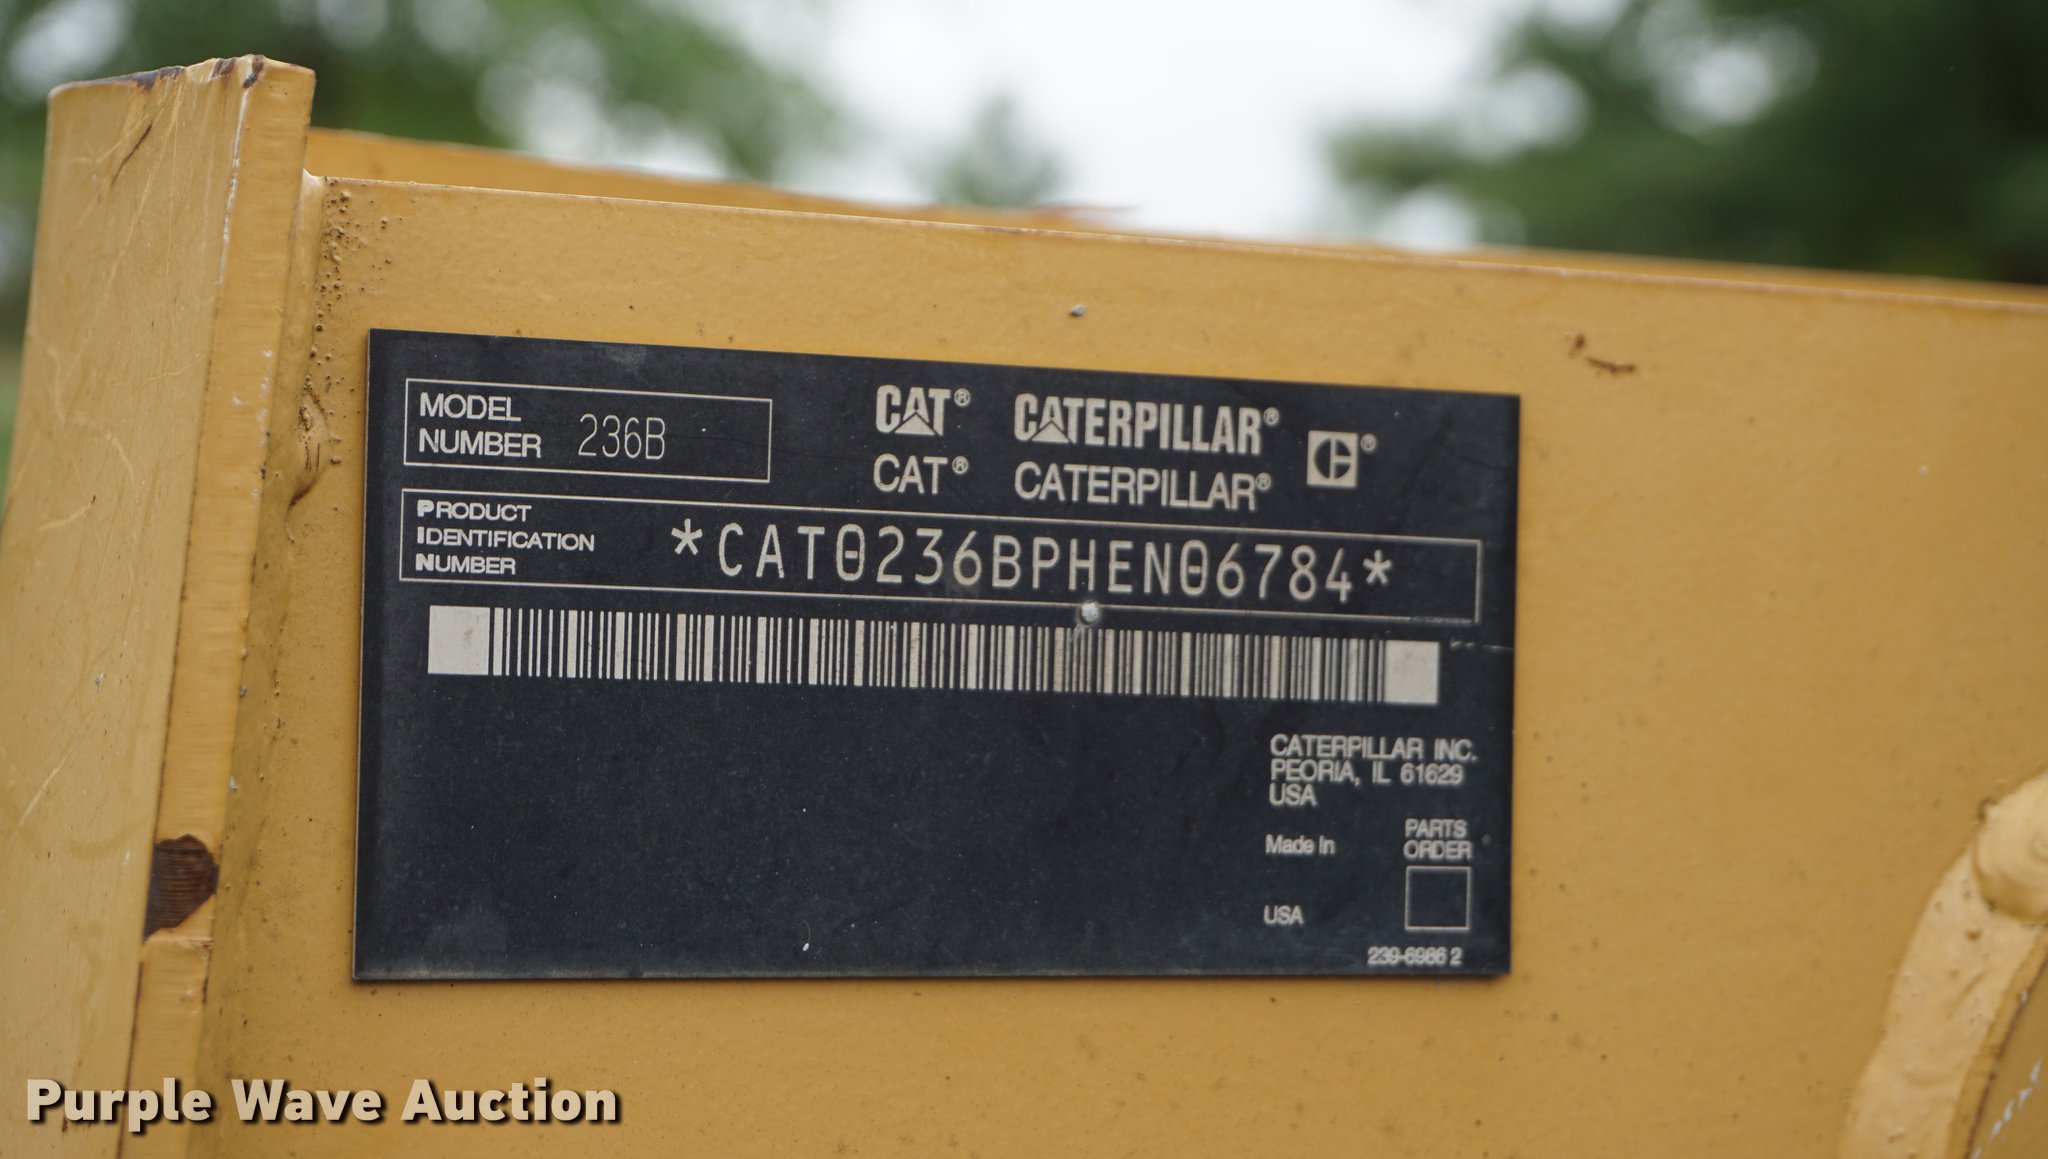 MODEL
NUMBER 236B
CAT® CATERPILLAR® ®
CAT® CATERPILLAR®
PRODUCT
IDENTIFICATION
NUMBER
*CAT0236BPHEN06784*
CATERPILLAR INC.
PEORIA, IL 61629
USA
Made in
USA
PARTS
ORDER
239-6986 2
Purple Wave Auction